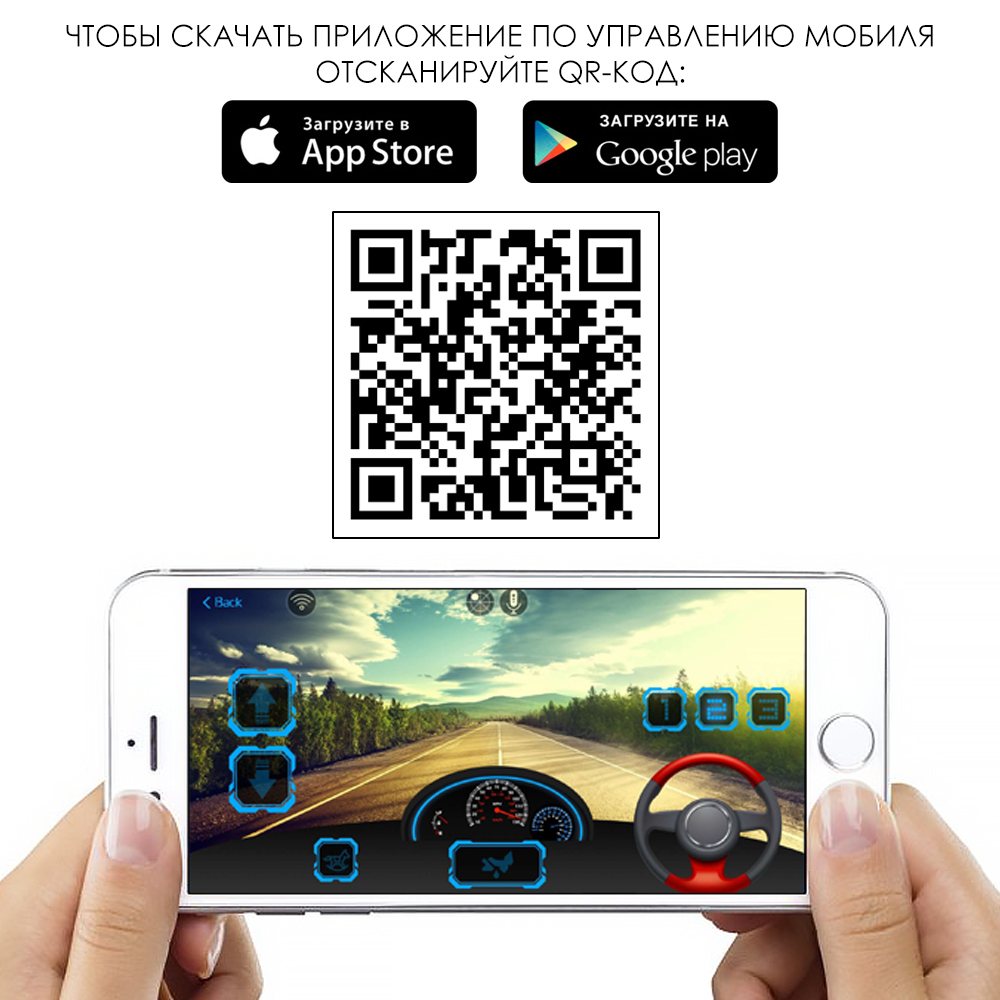 ЧТОБЫ СКАЧАТЬ ПРИЛОЖЕНИЕ ПО УПРАВЛЕНИЮ МОБИЛЯ
ОТСКАНИРУЙТЕ QR-КОД:
Загрузите в
App Store
ЗАГРУЗИТЕ НА
Google play
Back
1 2 3